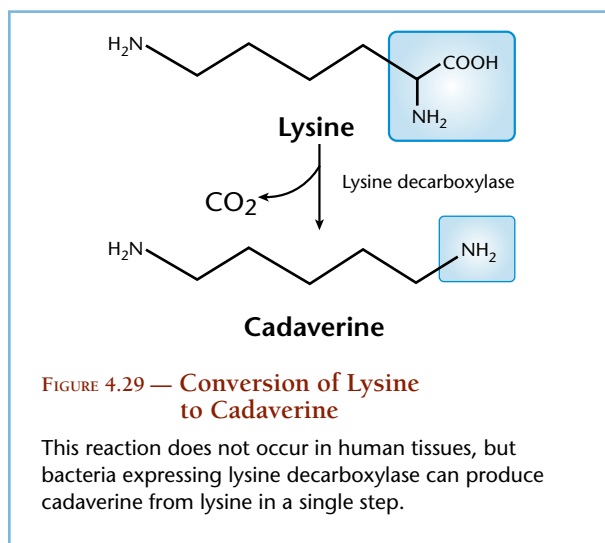 H₂N
COOH
NH₂
Lysine
Lysine decarboxylase
CO₂
H₂N
NH₂
Cadaverine
FIGURE 4.29 — Conversion of Lysine
to Cadaverine
This reaction does not occur in human tissues, but
bacteria expressing lysine decarboxylase can produce
cadaverine from lysine in a single step.